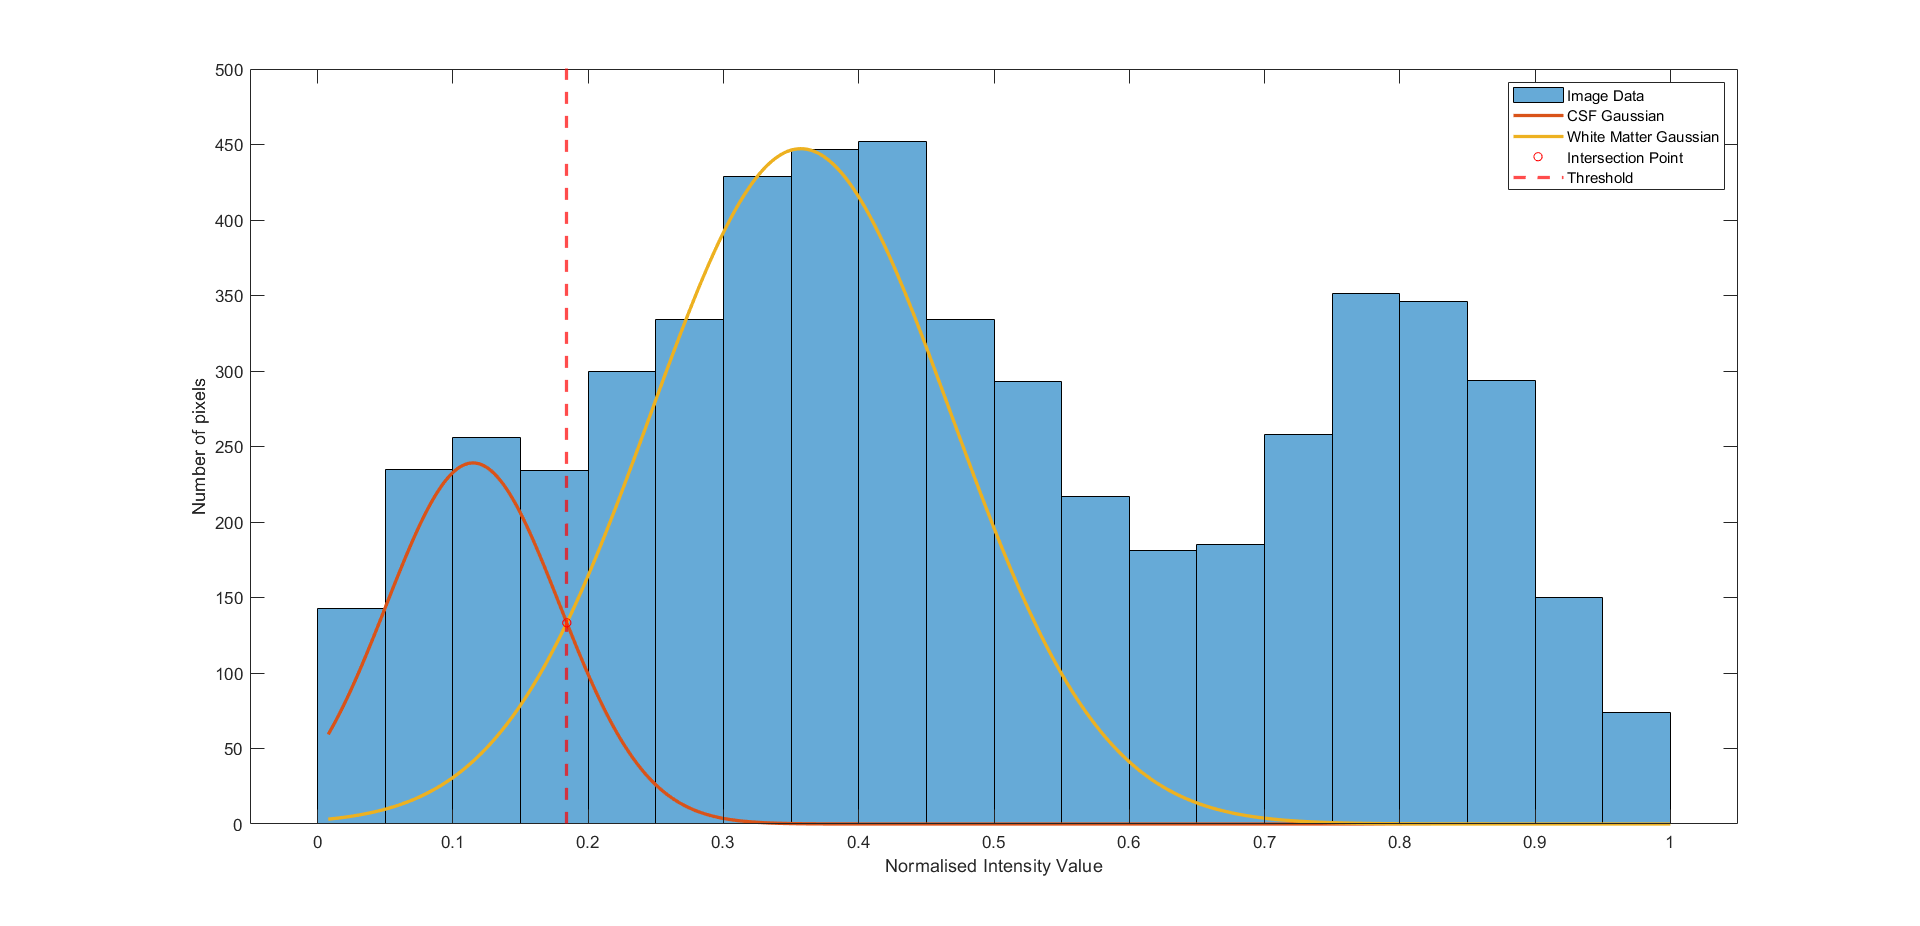 500
450
400
350
300
250
200
150
100
50
0
Number of pixels
0 0.1 0.2 0.3 0.4 0.5 0.6 0.7 0.8 0.9 1
Normalised Intensity Value
Image Data
CSF Gaussian
White Matter Gaussian
Intersection Point
Threshold